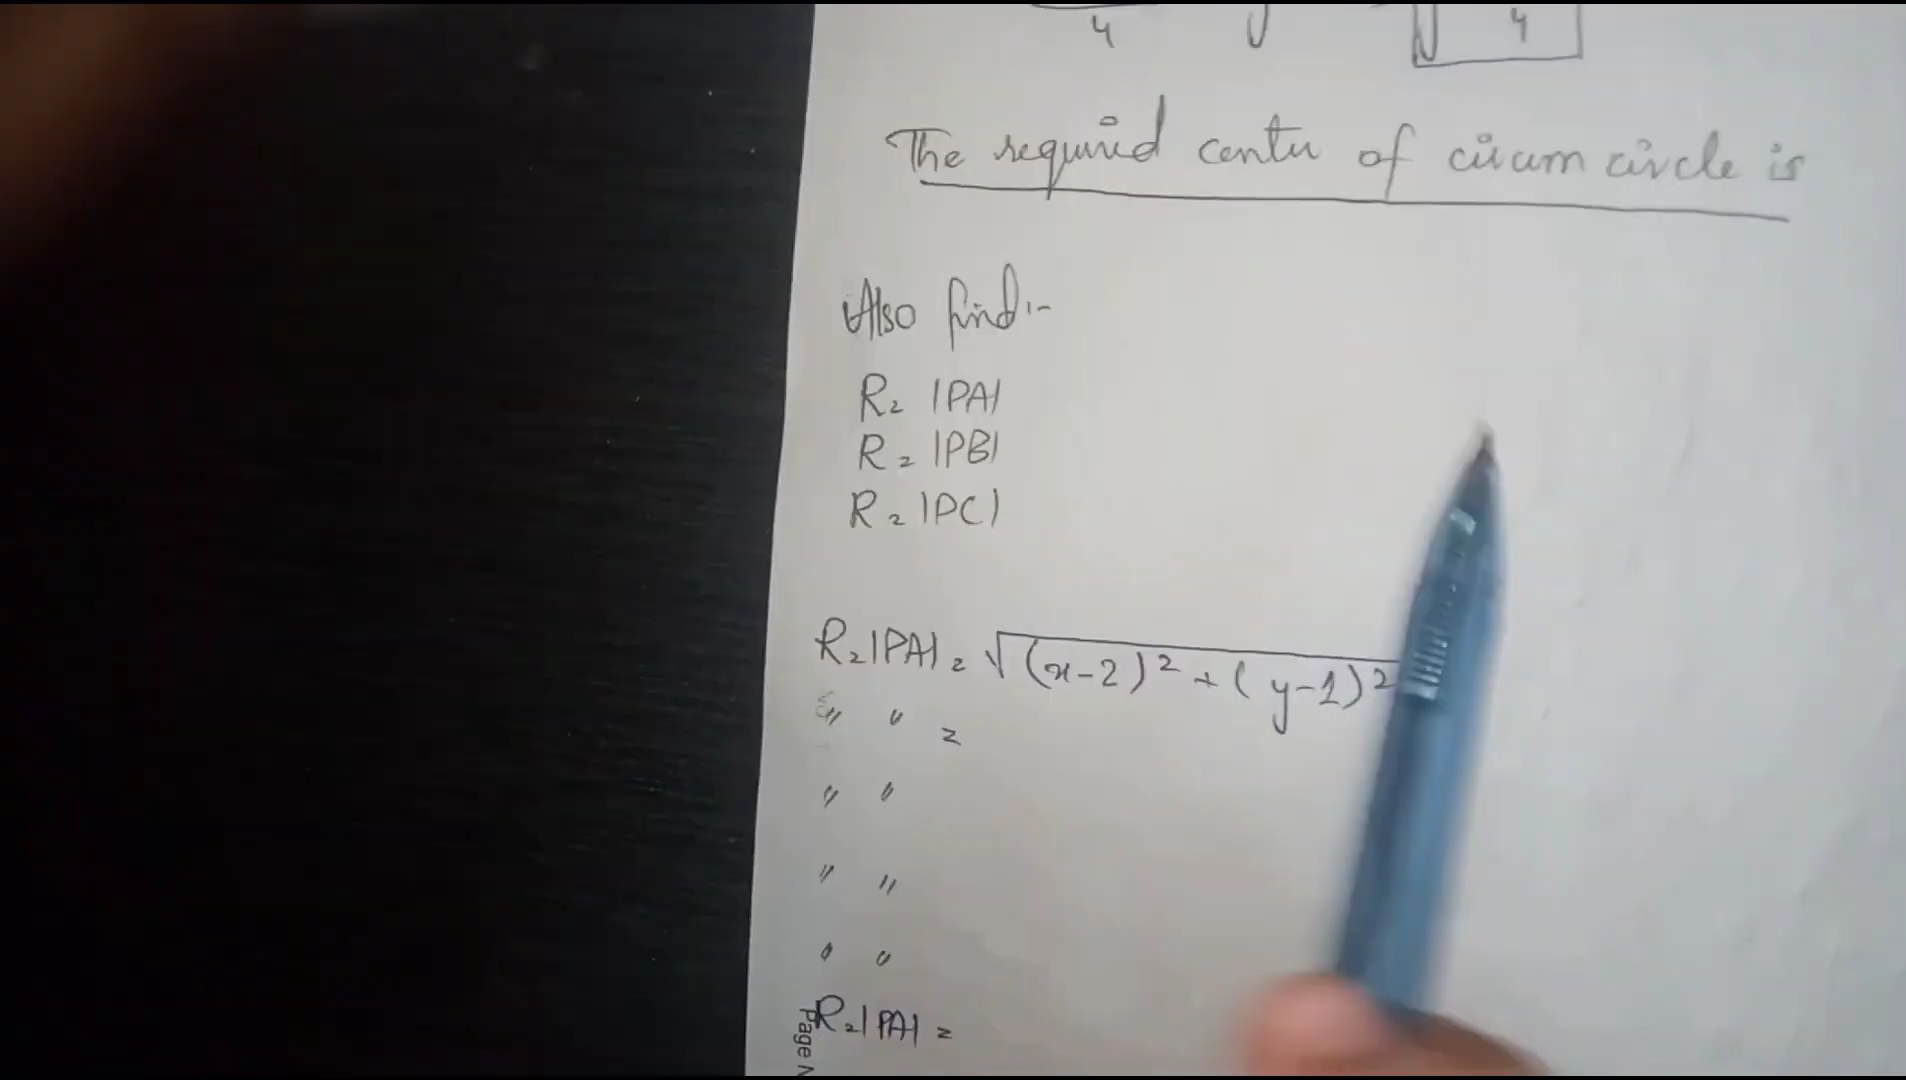 4 y 4
The required center of circum circle is
Also find:-
R = |PA|
R = |PB|
R = |PC|
R = |PA| = √(x-2)² + (y-1)²
" " =
" "
" "
" "
R = |PA| =
Page